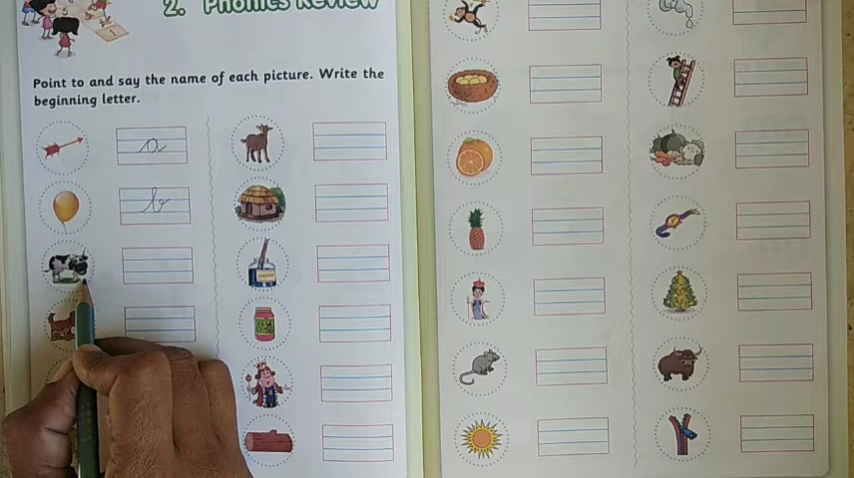 2. Phonics Review
Point to and say the name of each picture. Write the
beginning letter.
a
b